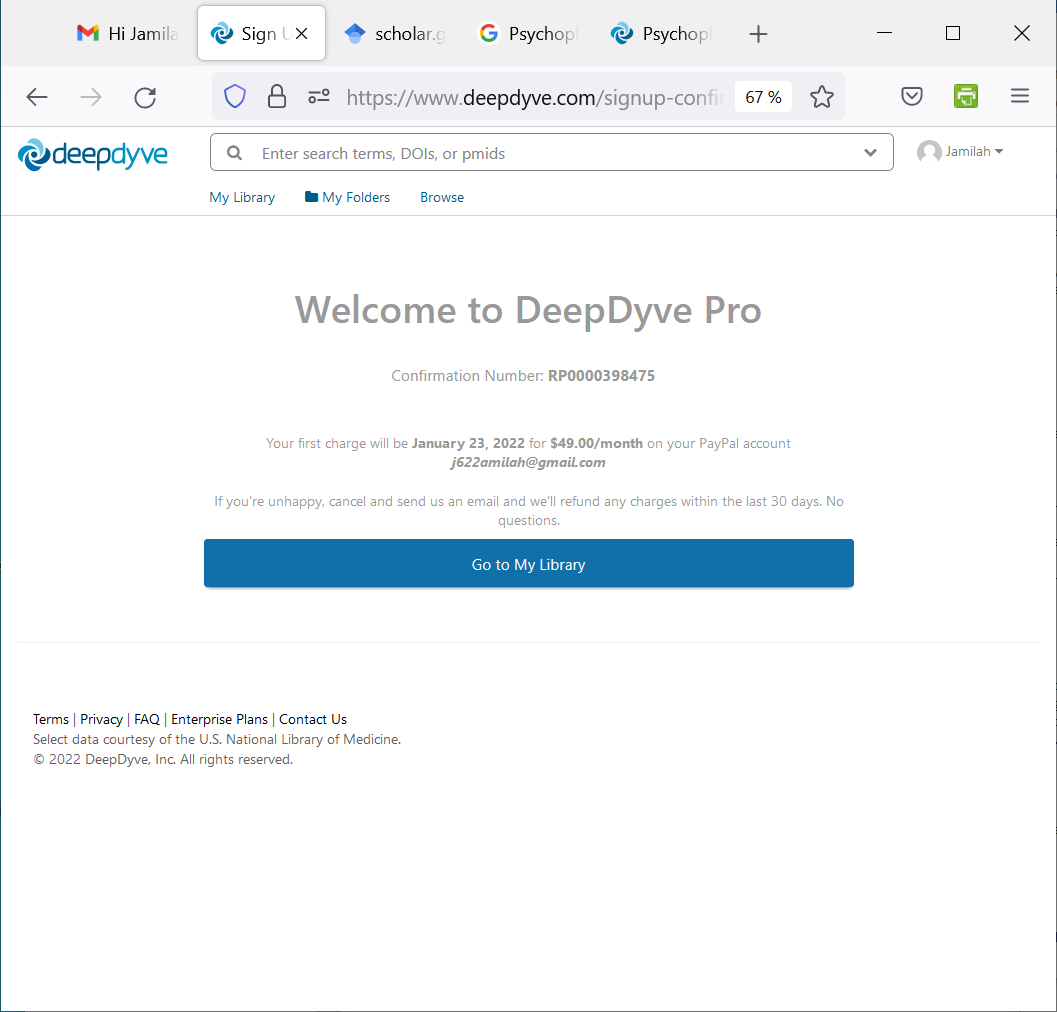 Hi Jamila
Sign U
scholar.g
Psychopl
Psychopl
https://www.deepdyve.com/signup-confi
67 %
deepdyve
Enter search terms, DOIs, or pmids
Jamilah
My Library
My Folders
Browse
Welcome to DeepDyve Pro
Confirmation Number: RP0000398475
Your first charge will be January 23, 2022 for $49.00/month on your PayPal account
j622amilah@gmail.com
If you're unhappy, cancel and send us an email and we'll refund any charges within the last 30 days. No
questions.
Go to My Library
Terms | Privacy | FAQ | Enterprise Plans | Contact Us
Select data courtesy of the U.S. National Library of Medicine.
© 2022 DeepDyve, Inc. All rights reserved.